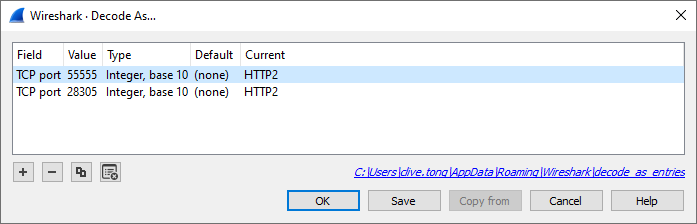 Wireshark · Decode As...
Field Value Type Default Current
TCP port 55555 Integer, base 10 (none) HTTP2
TCP port 28305 Integer, base 10 (none) HTTP2
C:\Users\clive.tong\AppData\Roaming\Wireshark\decode_as_entries
OK Save Copy from Cancel Help